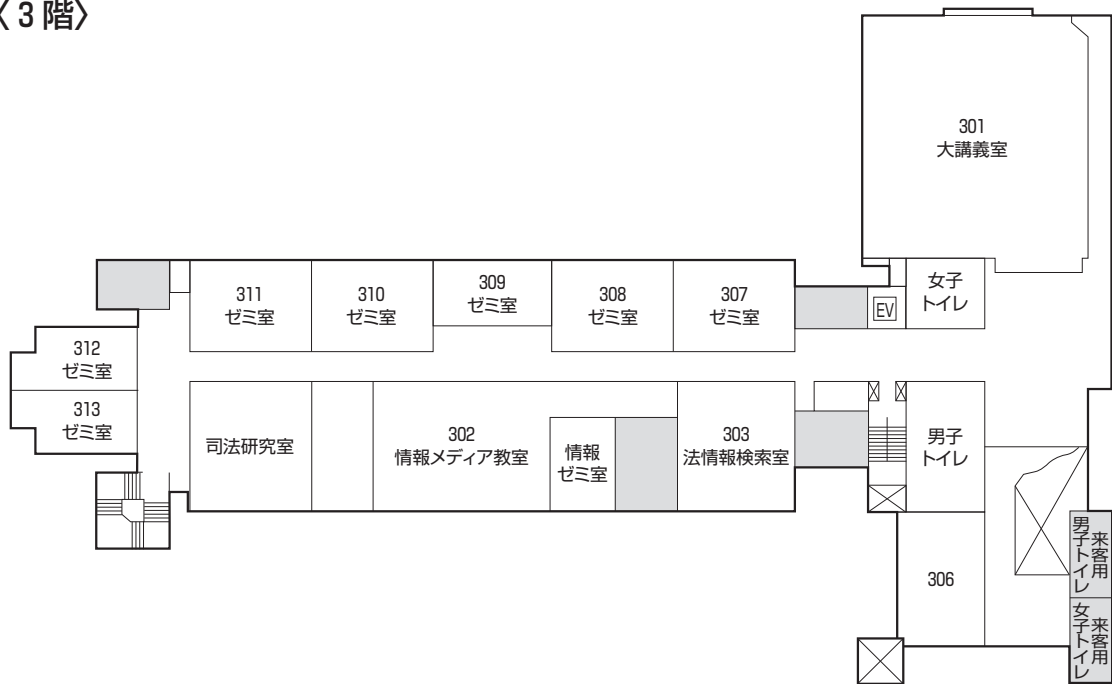 〈3階〉
301
大講義室
311
ゼミ室
310
ゼミ室
309
ゼミ室
308
ゼミ室
307
ゼミ室
EV
女子
トイレ
312
ゼミ室
313
ゼミ室
司法研究室
302
情報メディア教室
情報
ゼミ室
303
法情報検索室
男子
トイレ
306
来客用
男子トイレ
来客用
女子トイレ